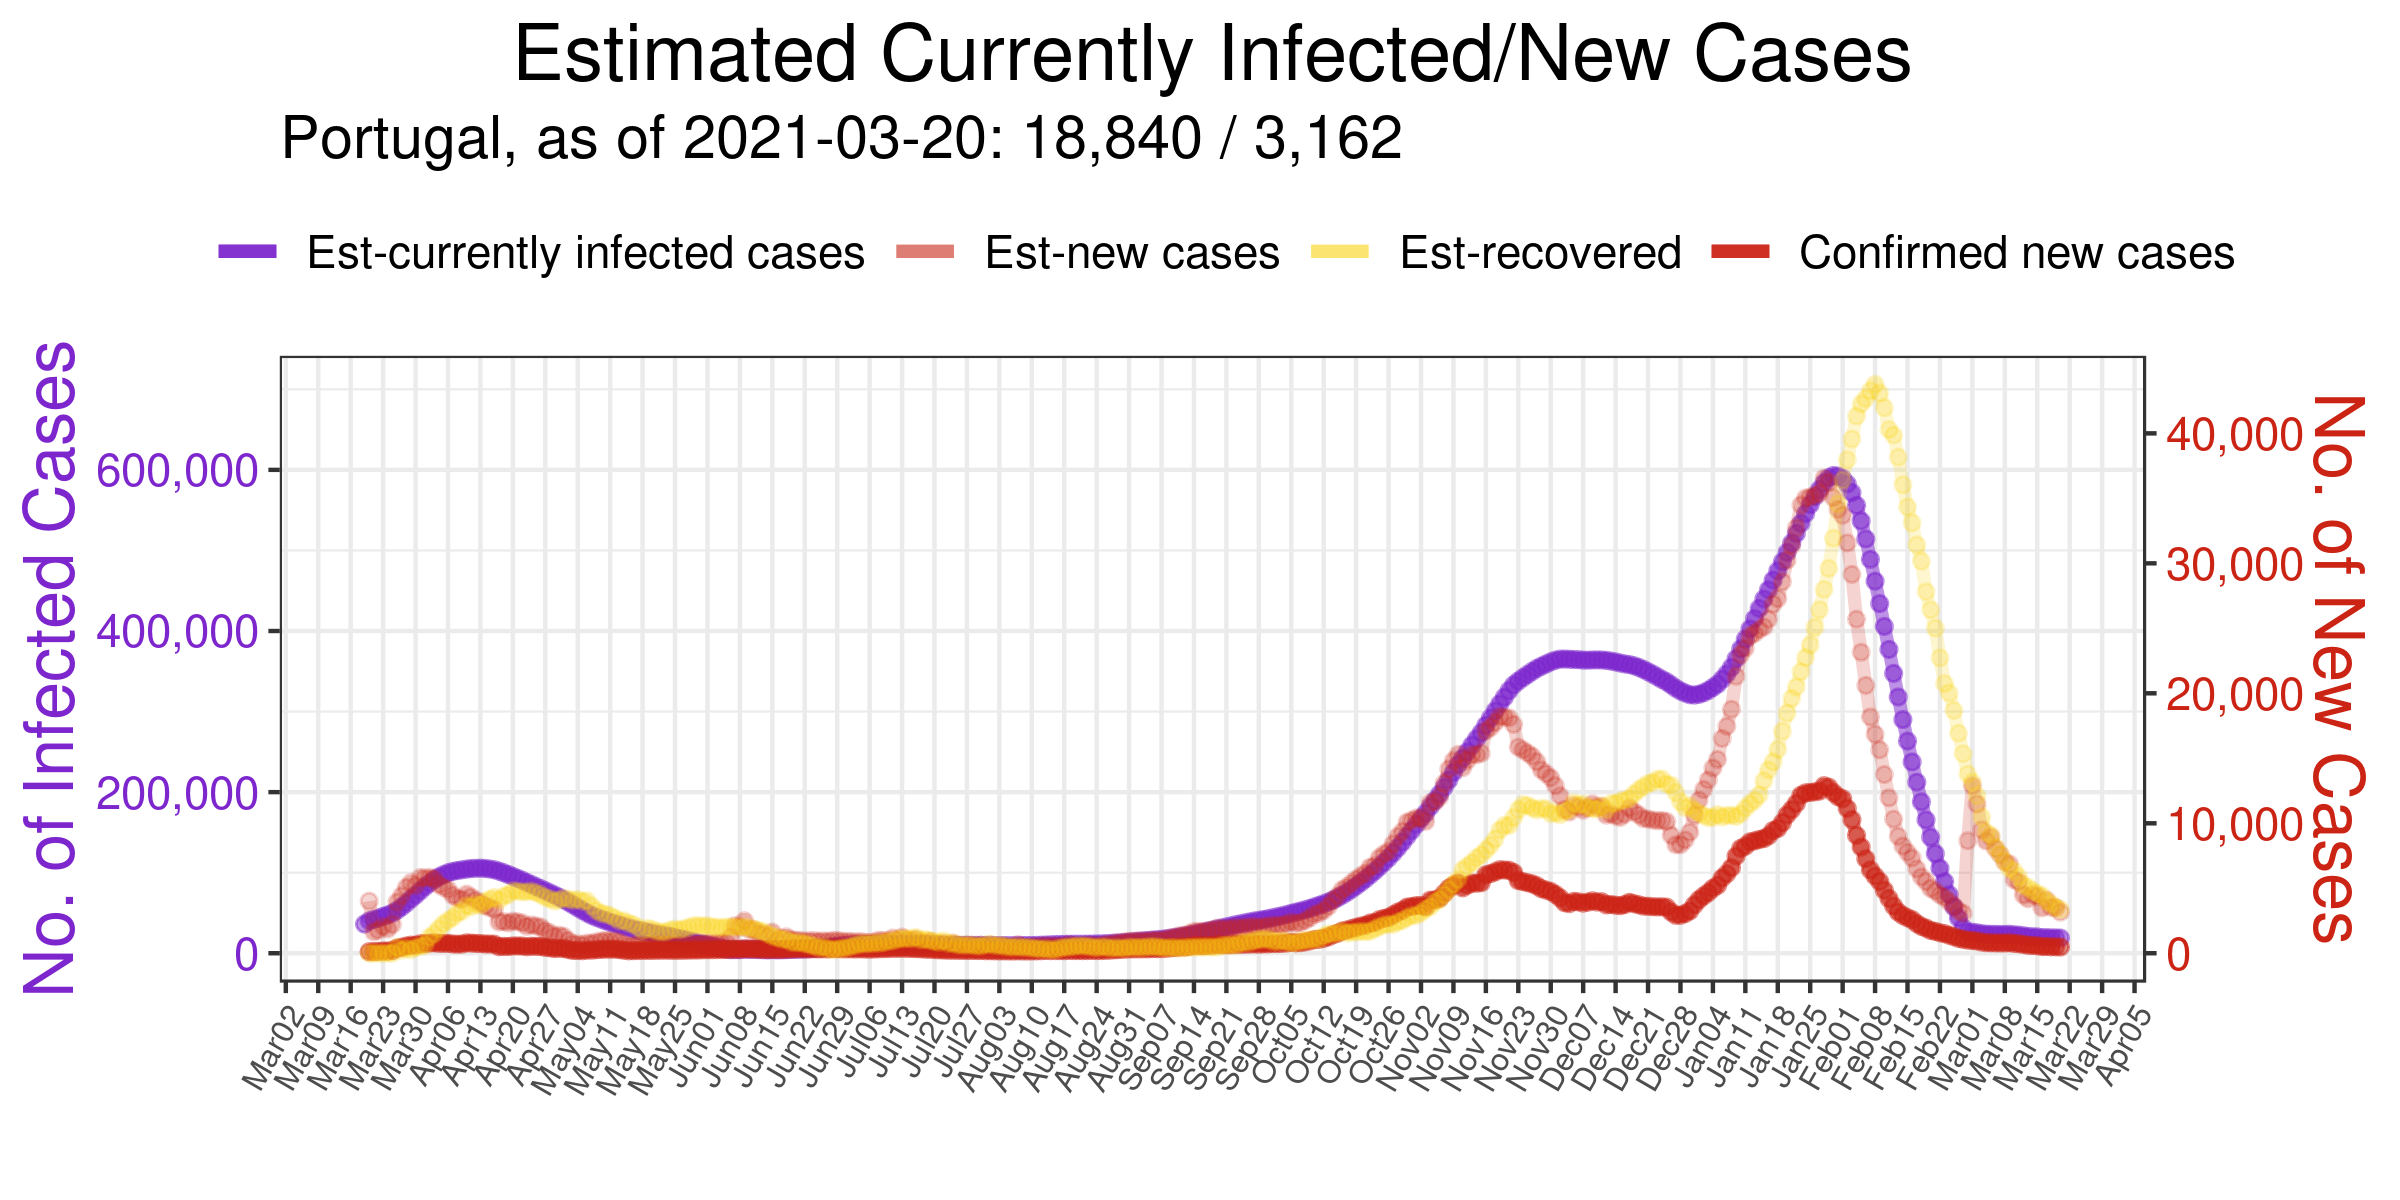 Estimated Currently Infected/New Cases
Portugal, as of 2021-03-20: 18,840 / 3,162
Est-currently infected cases Est-new cases Est-recovered Confirmed new cases
No. of Infected Cases
600,000
400,000
200,000
0
40,000
30,000
20,000
10,000
0
No. of New Cases
Mar02 Mar09 Mar16 Mar23 Mar30 Apr06 Apr13 Apr20 Apr27 May04 May11 May18 May25 Jun01 Jun08 Jun15 Jun22 Jun29 Jul06 Jul13 Jul20 Jul27 Aug03 Aug10 Aug17 Aug24 Aug31 Sep07 Sep14 Sep21 Sep28 Oct05 Oct12 Oct19 Oct26 Nov02 Nov09 Nov16 Nov23 Nov30 Dec07 Dec14 Dec21 Dec28 Jan04 Jan11 Jan18 Jan25 Feb01 Feb08 Feb15 Feb22 Mar01 Mar08 Mar15 Mar22 Mar29 Apr05